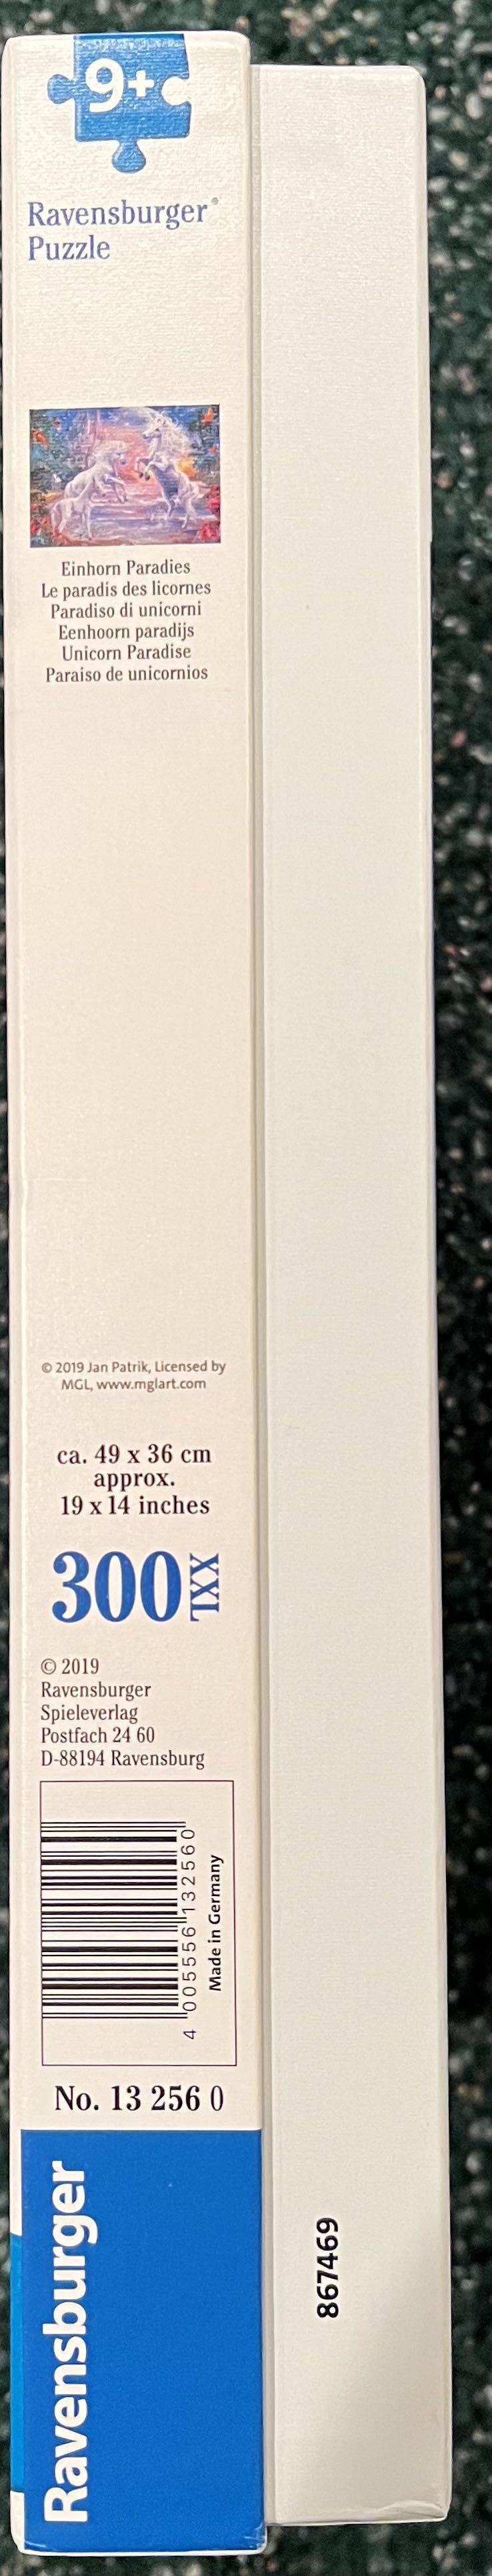 9+
Ravensburger®
Puzzle
Einhorn Paradies
Le paradis des licornes
Paradiso di unicorni
Eenhoorn paradijs
Unicorn Paradise
Paraiso de unicornios
© 2019 Jan Patrik, Licensed by
MGL, www.mglart.com
ca. 49 x 36 cm
approx.
19 x 14 inches
300 XXL
© 2019
Ravensburger
Spieleverlag
Postfach 24 60
D-88194 Ravensburg
4 005556 132560
Made in Germany
No. 13 256 0
Ravensburger
867469